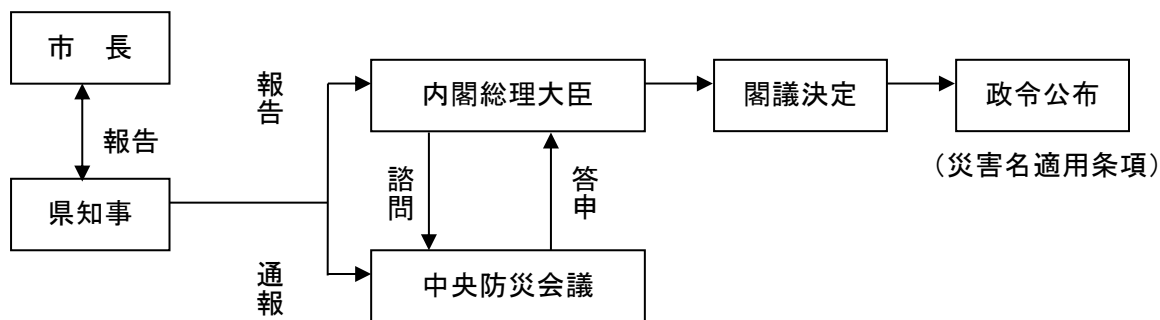 市　長
報告
県知事
報告
通報
内閣総理大臣
諮問
答申
中央防災会議
閣議決定
政令公布
（災害名適用条項）